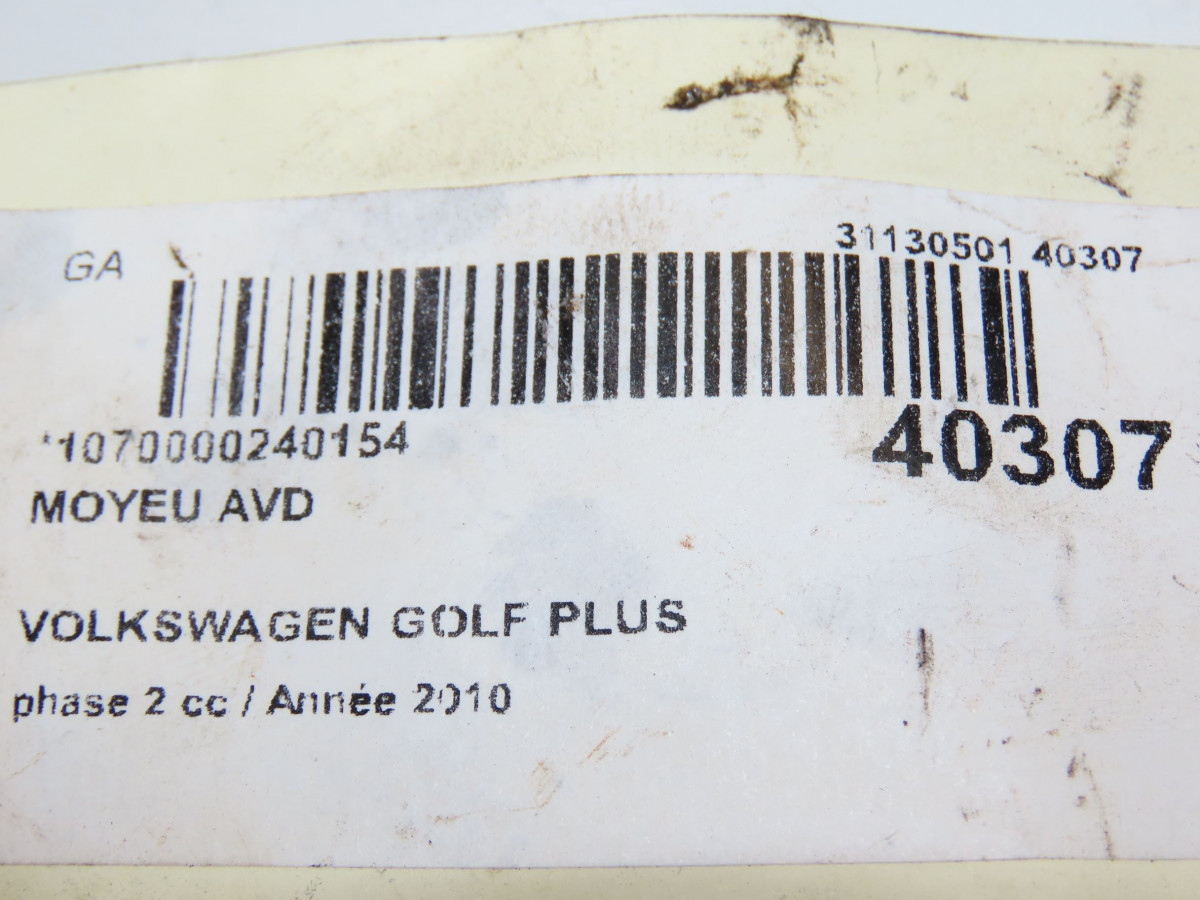 GA
31130501 40307
*1070000240154
40307
MOYEU AVD
VOLKSWAGEN GOLF PLUS
phase 2 cc / Année 2010